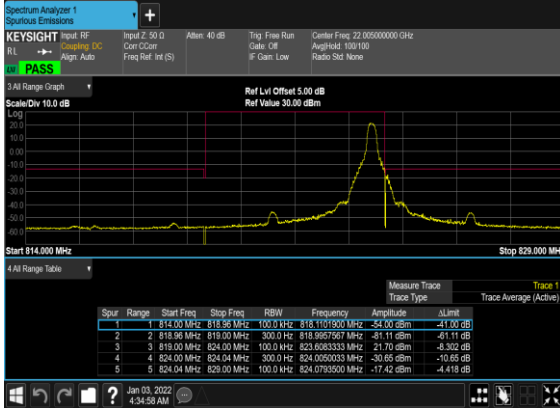 Spectrum Analyzer 1
Spurious Emissions
+
KEYSIGHT Input: RF Input Z: 50 Ω Atten: 40 dB Trig: Free Run Center Freq: 22.005000000 GHz
RL Coupling: DC Corr CCorr Gate: Off Avg|Hold: 100/100
Align: Auto Freq Ref: Int (S) IF Gain: Low Radio Std: None
PASS
3 All Range Graph Ref Lvl Offset 5.00 dB
Scale/Div 10.0 dB Ref Value 30.00 dBm
Log
20.0
10.0
0.00
-10.0
-20.0
-30.0
-40.0
-50.0
-60.0
Start 814.000 MHz Stop 829.000 MH
4 All Range Table
Measure Trace Trace 1
Trace Type Trace Average (Active)
Spur Range Start Freq Stop Freq RBW Frequency Amplitude ΔLimit
1 1 814.00 MHz 818.96 MHz 100.0 kHz 818.1101900 MHz -54.00 dBm -41.00 dB
2 2 818.96 MHz 819.00 MHz 300.0 Hz 818.9957567 MHz -81.11 dBm -61.11 dB
3 3 819.00 MHz 824.00 MHz 100.0 kHz 823.6083333 MHz 21.70 dBm -8.302 dB
4 4 824.00 MHz 824.04 MHz 300.0 Hz 824.0050033 MHz -30.65 dBm -10.65 dB
5 5 824.04 MHz 829.00 MHz 100.0 kHz 824.0793500 MHz -17.42 dBm -4.418 dB
? Jan 03, 2022
4:34:58 AM